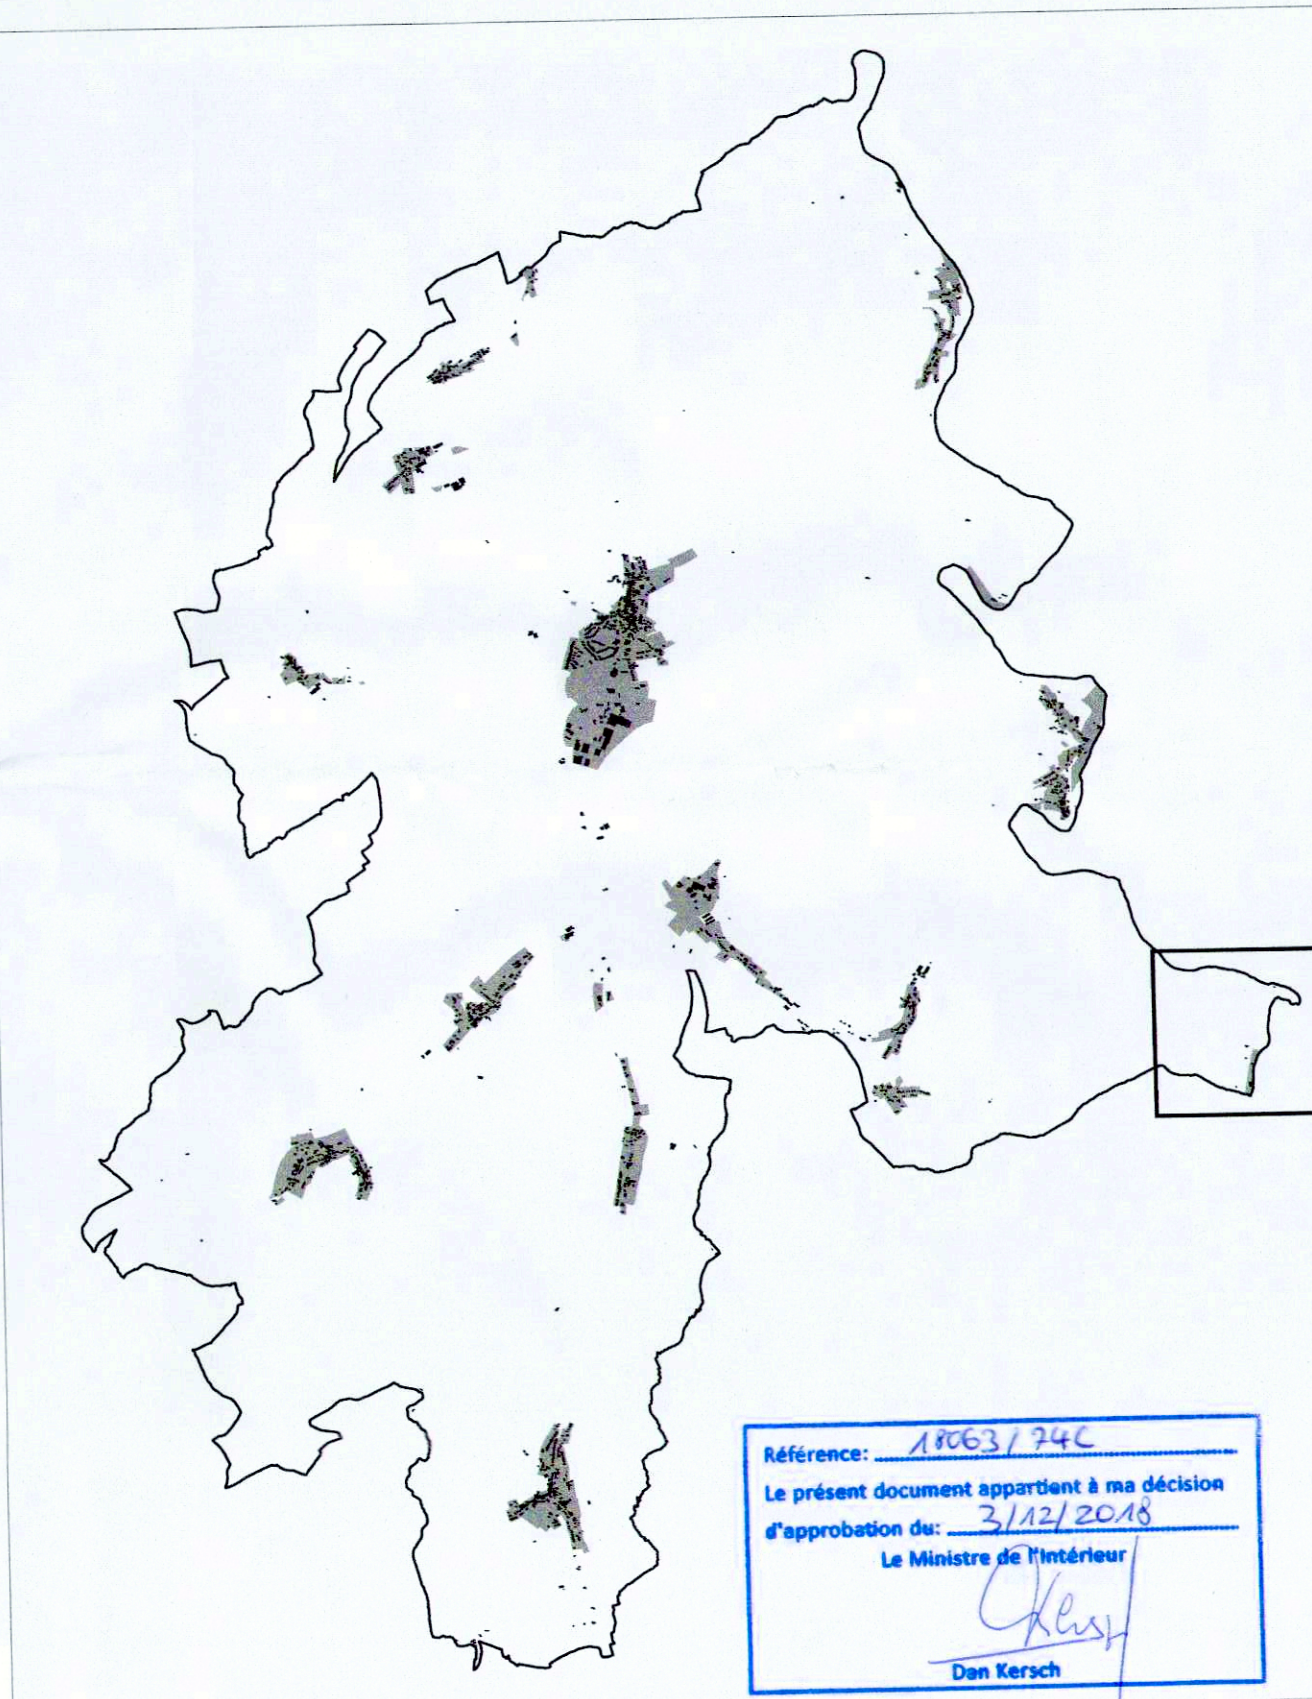 Référence: 18063/74C
Le présent document appartient à ma décision
d'approbation du: 3/12/2018
Le Ministre de l'Intérieur
Dan Kersch